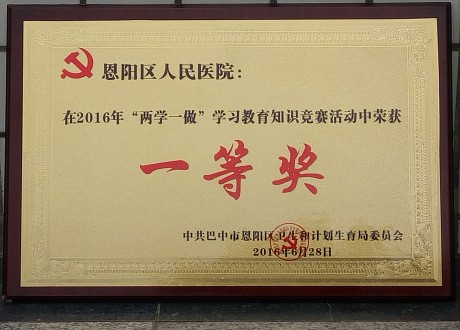 恩阳区人民医院：
在2016年“两学一做”学习教育知识竞赛活动中荣获
一等奖
中共巴中市恩阳区卫生和计划生育局委员会
2016年6月28日